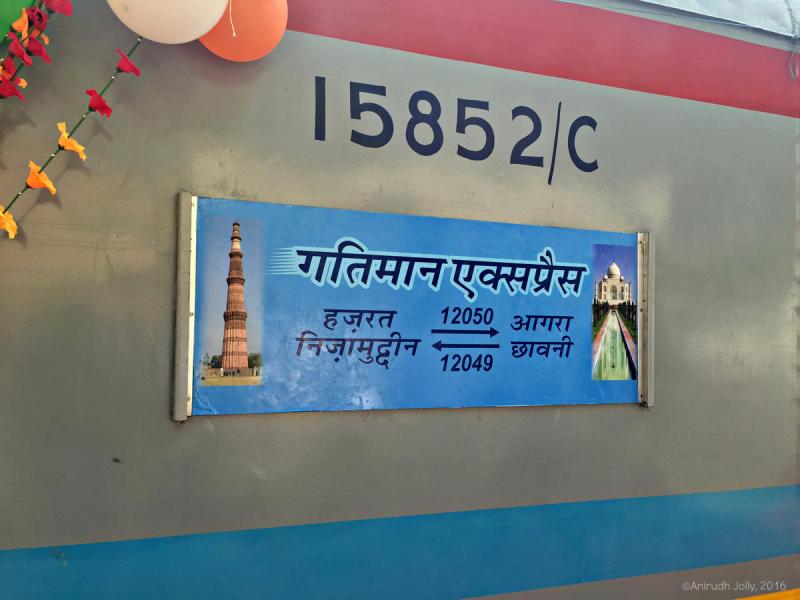 15852/C
गतिमान एक्सप्रैस
हज़रत 12050 आगरा
निज़ामुद्दीन 12049 छावनी
©Anirudh Jolly, 2016